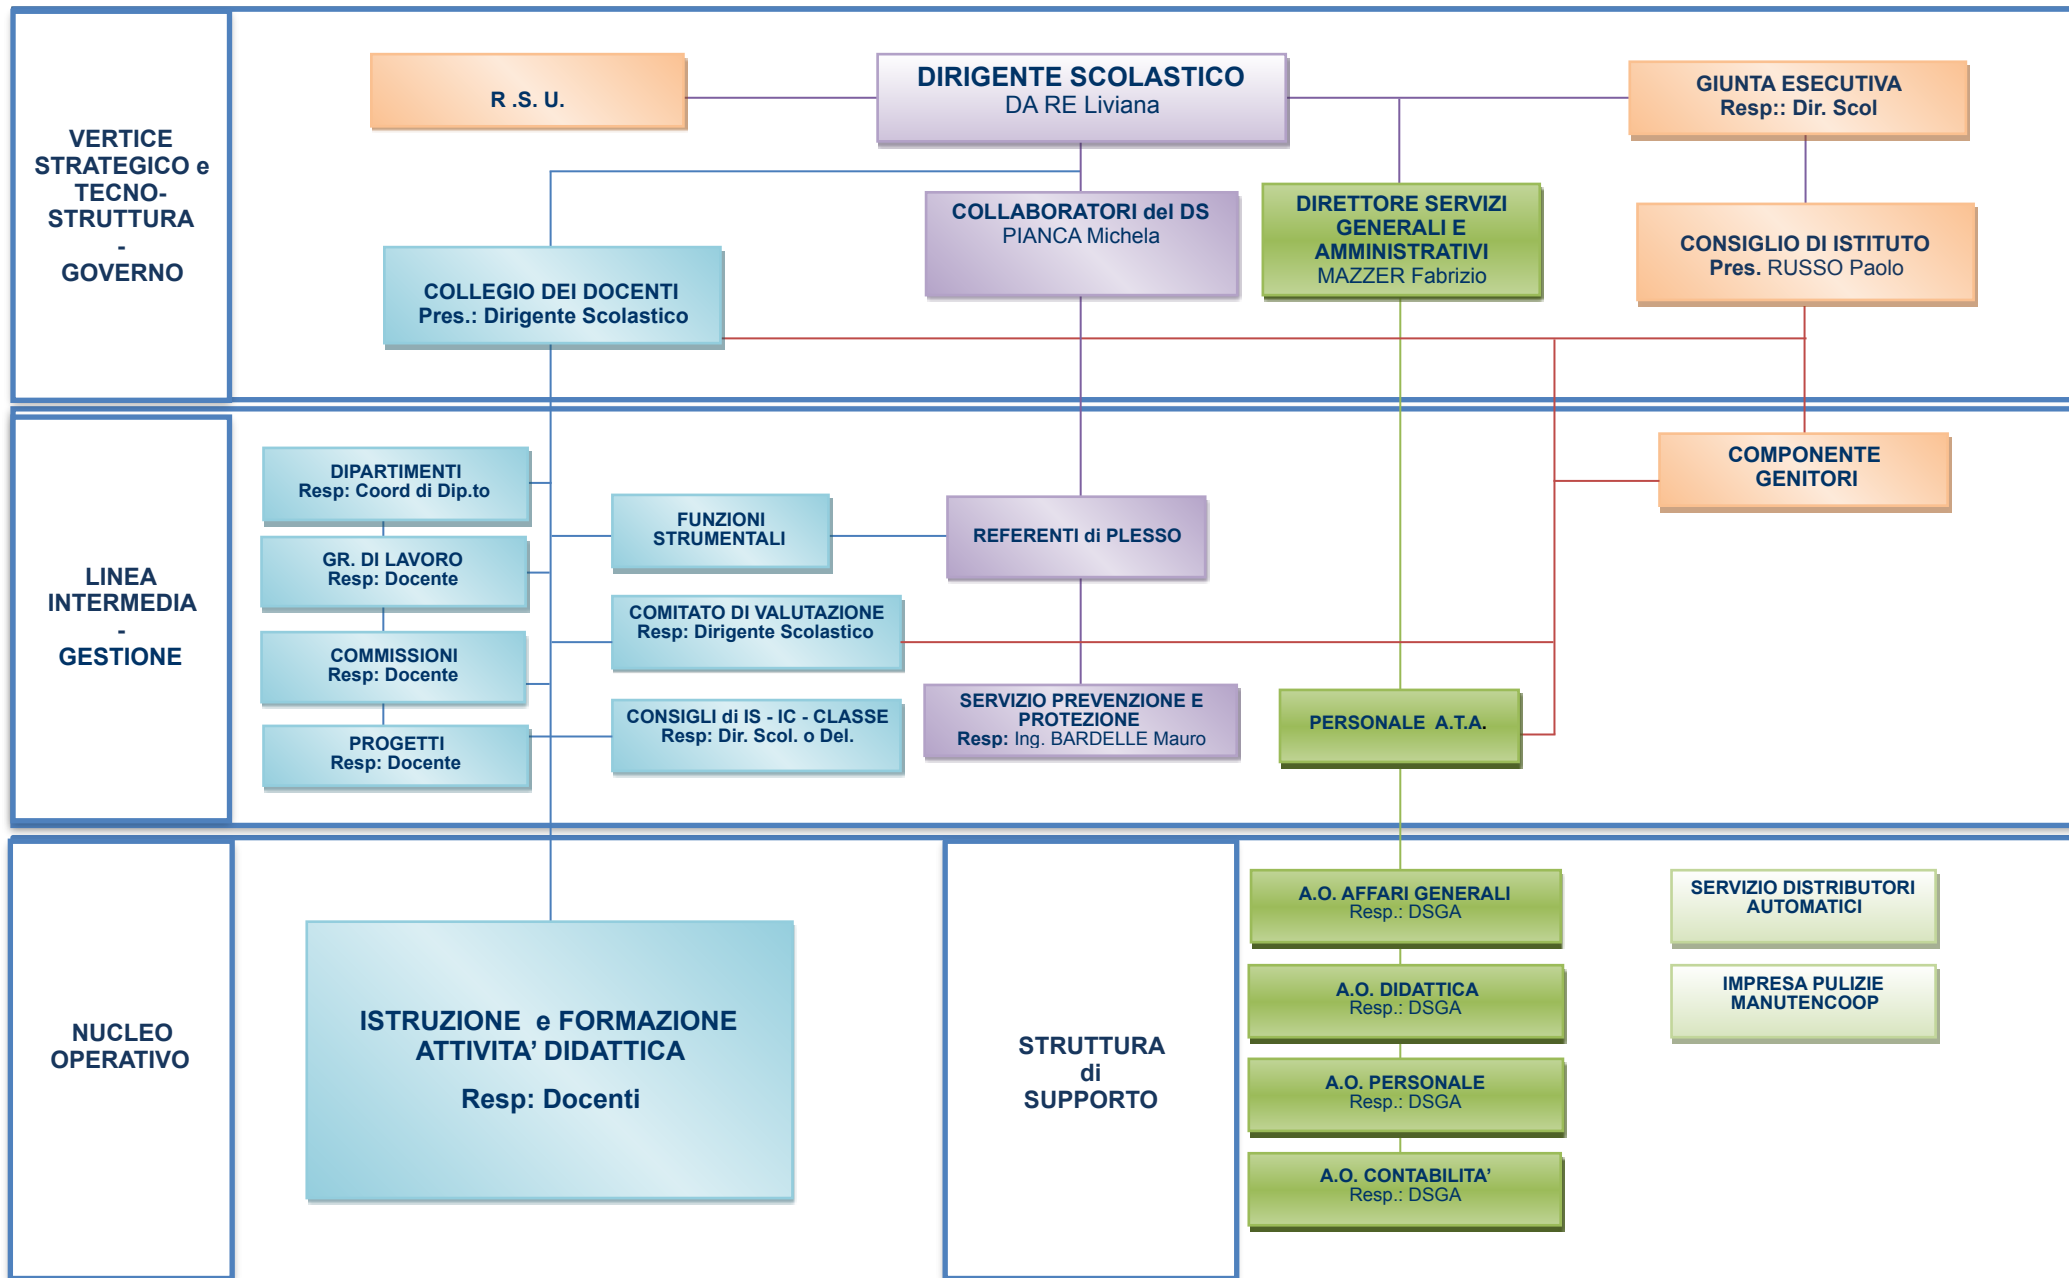 VERTICE
STRATEGICO e
TECNO-
STRUTTURA
-
GOVERNO
R .S. U.
DIRIGENTE SCOLASTICO
DA RE Liviana
GIUNTA ESECUTIVA
Resp:: Dir. Scol
COLLABORATORI del DS
PIANCA Michela
DIRETTORE SERVIZI
GENERALI E
AMMINISTRATIVI
MAZZER Fabrizio
CONSIGLIO DI ISTITUTO
Pres. RUSSO Paolo
COLLEGIO DEI DOCENTI
Pres.: Dirigente Scolastico
LINEA
INTERMEDIA
-
GESTIONE
DIPARTIMENTI
Resp: Coord di Dip.to
GR. DI LAVORO
Resp: Docente
COMMISSIONI
Resp: Docente
PROGETTI
Resp: Docente
FUNZIONI
STRUMENTALI
COMITATO DI VALUTAZIONE
Resp: Dirigente Scolastico
CONSIGLI di IS - IC - CLASSE
Resp: Dir. Scol. o Del.
REFERENTI di PLESSO
SERVIZIO PREVENZIONE E
PROTEZIONE
Resp: Ing. BARDELLE Mauro
PERSONALE A.T.A.
COMPONENTE
GENITORI
NUCLEO
OPERATIVO
ISTRUZIONE e FORMAZIONE
ATTIVITA' DIDATTICA
Resp: Docenti
STRUTTURA
di
SUPPORTO
A.O. AFFARI GENERALI
Resp.: DSGA
A.O. DIDATTICA
Resp.: DSGA
A.O. PERSONALE
Resp.: DSGA
A.O. CONTABILITA'
Resp.: DSGA
SERVIZIO DISTRIBUTORI
AUTOMATICI
IMPRESA PULIZIE
MANUTENCOOP